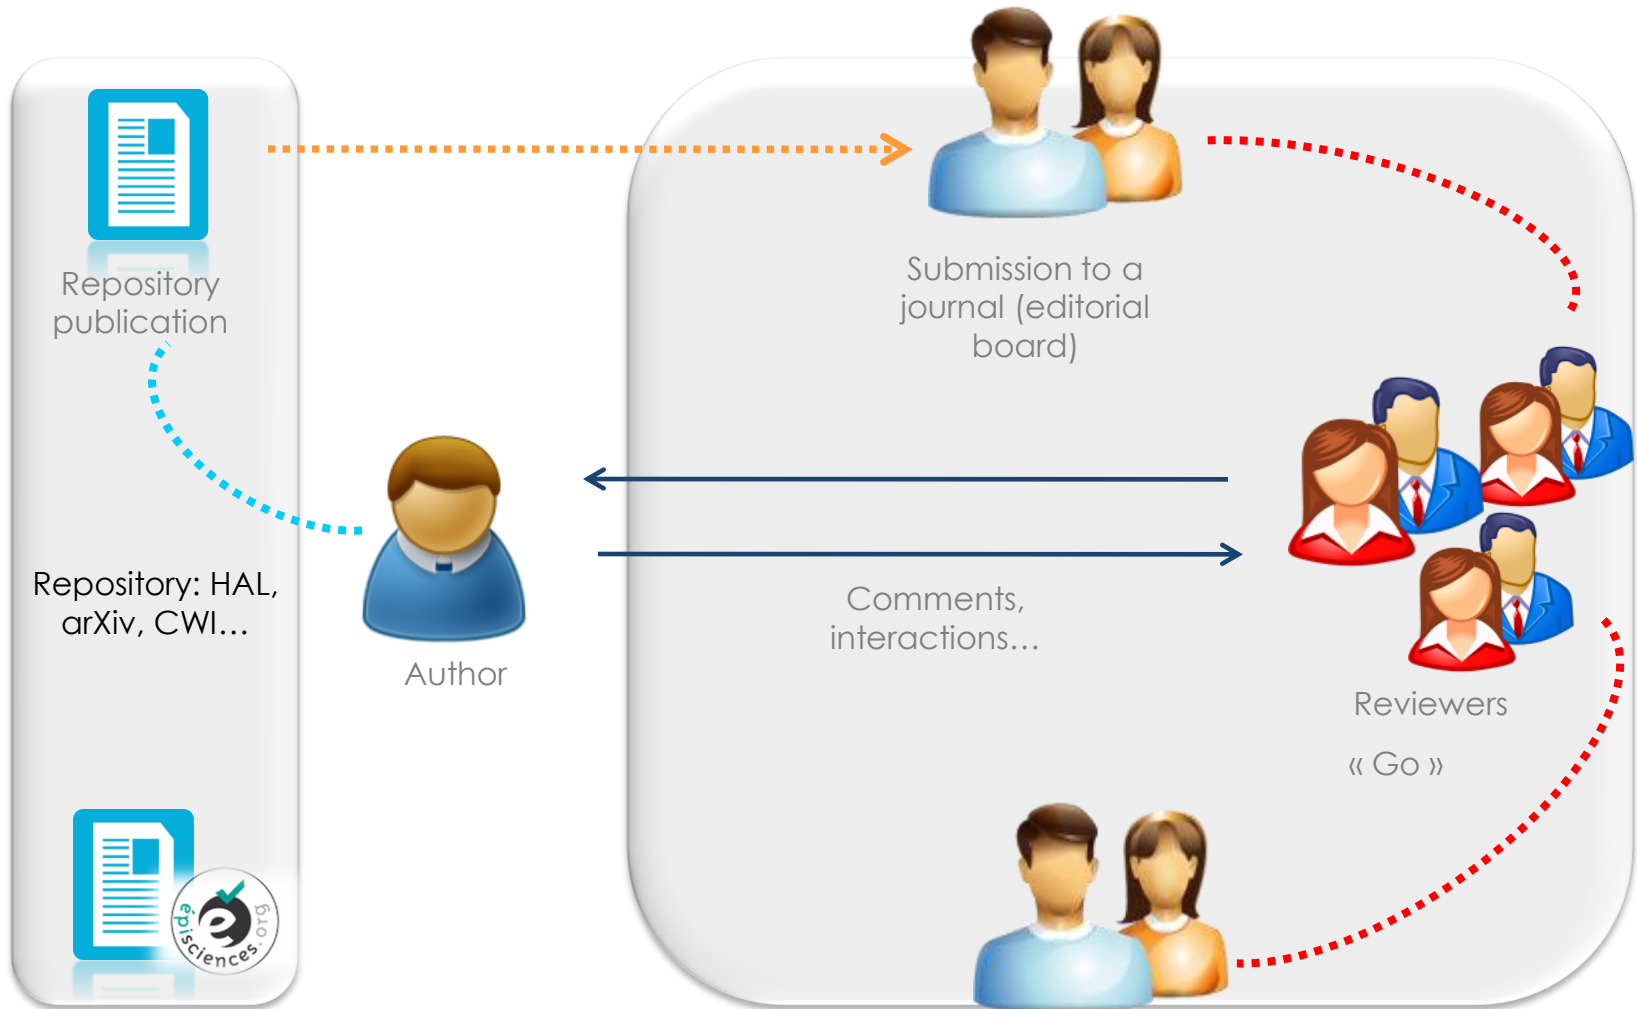 Repository
publication
Submission to a
journal (editorial
board)
Repository: HAL,
arXiv, CWI...
Author
Comments,
interactions...
Reviewers
« Go »
épisciences.org